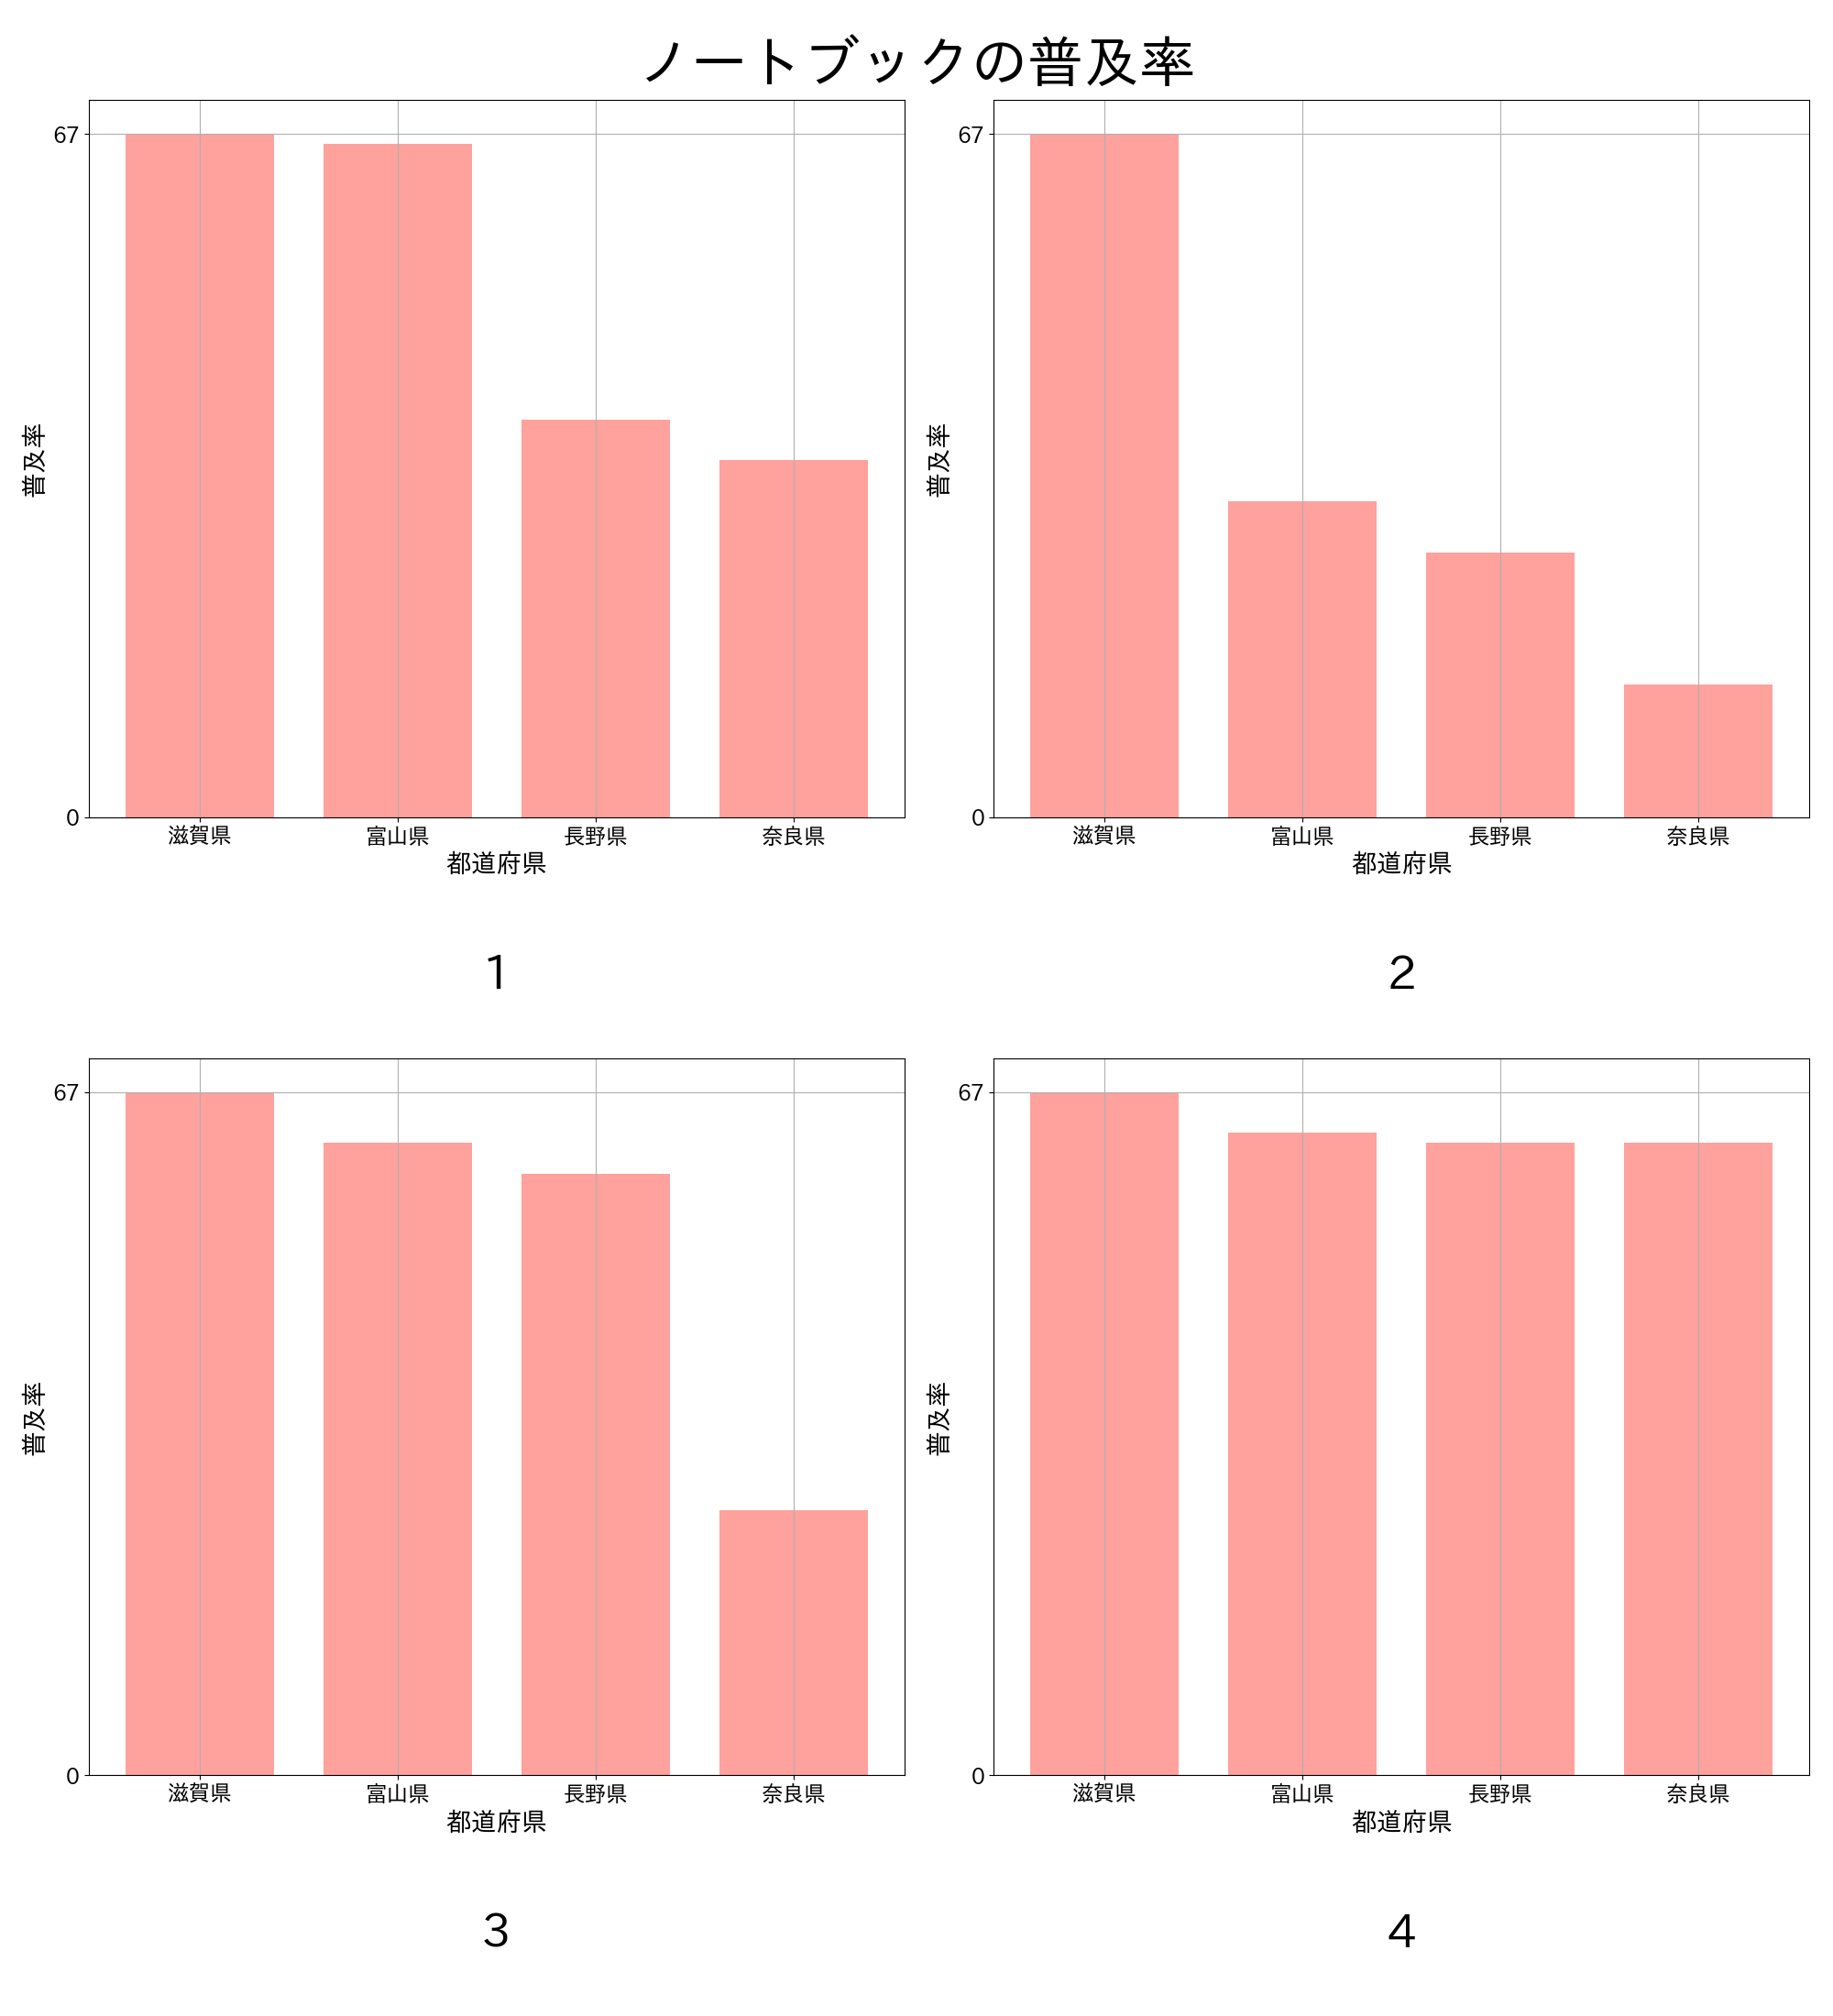 ノートブックの普及率
67
0
普及率
滋賀県 富山県 長野県 奈良県
都道府県
1
67
0
普及率
滋賀県 富山県 長野県 奈良県
都道府県
2
67
0
普及率
滋賀県 富山県 長野県 奈良県
都道府県
3
67
0
普及率
滋賀県 富山県 長野県 奈良県
都道府県
4